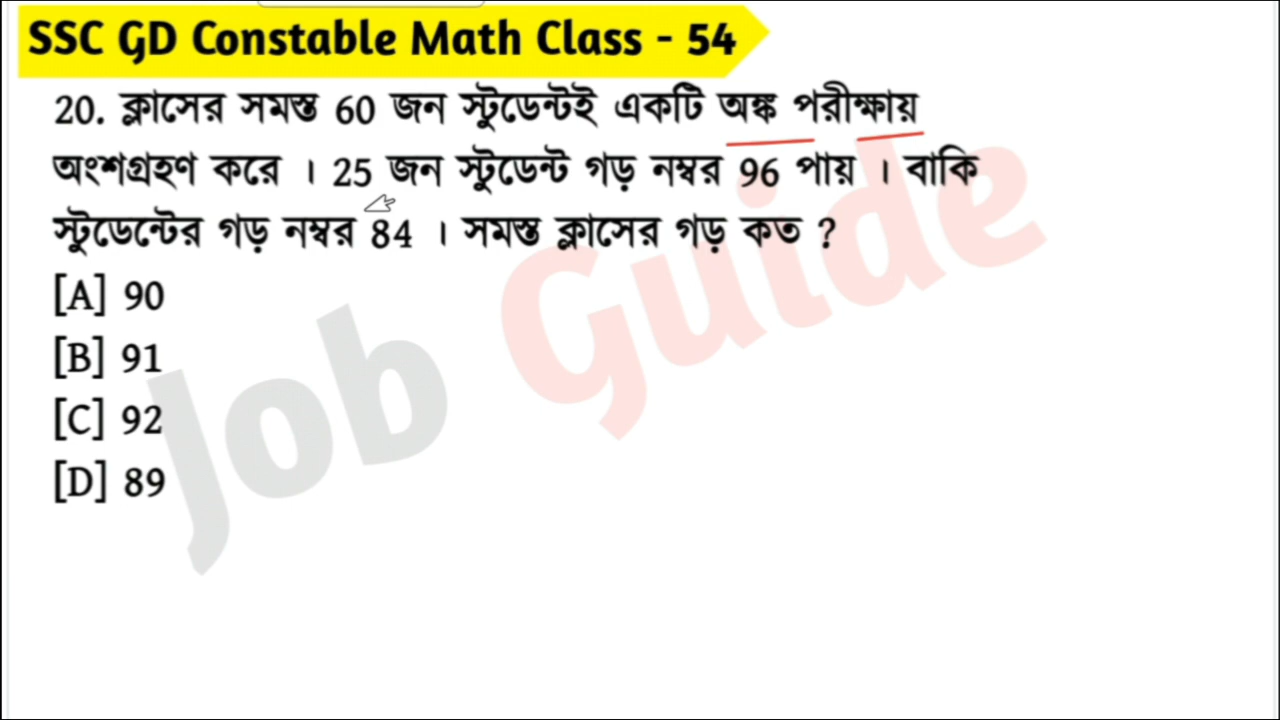 SSC GD Constable Math Class - 54
20. ক্লাসের সমস্ত 60 জন স্টুডেন্টই একটি অঙ্ক পরীক্ষায়
অংশগ্রহণ করে । 25 জন স্টুডেন্ট গড় নম্বর 96 পায় । বাকি
স্টুডেন্টের গড় নম্বর 84 । সমস্ত ক্লাসের গড় কত ?
[A] 90
[B] 91
[C] 92
[D] 89
Job Guide